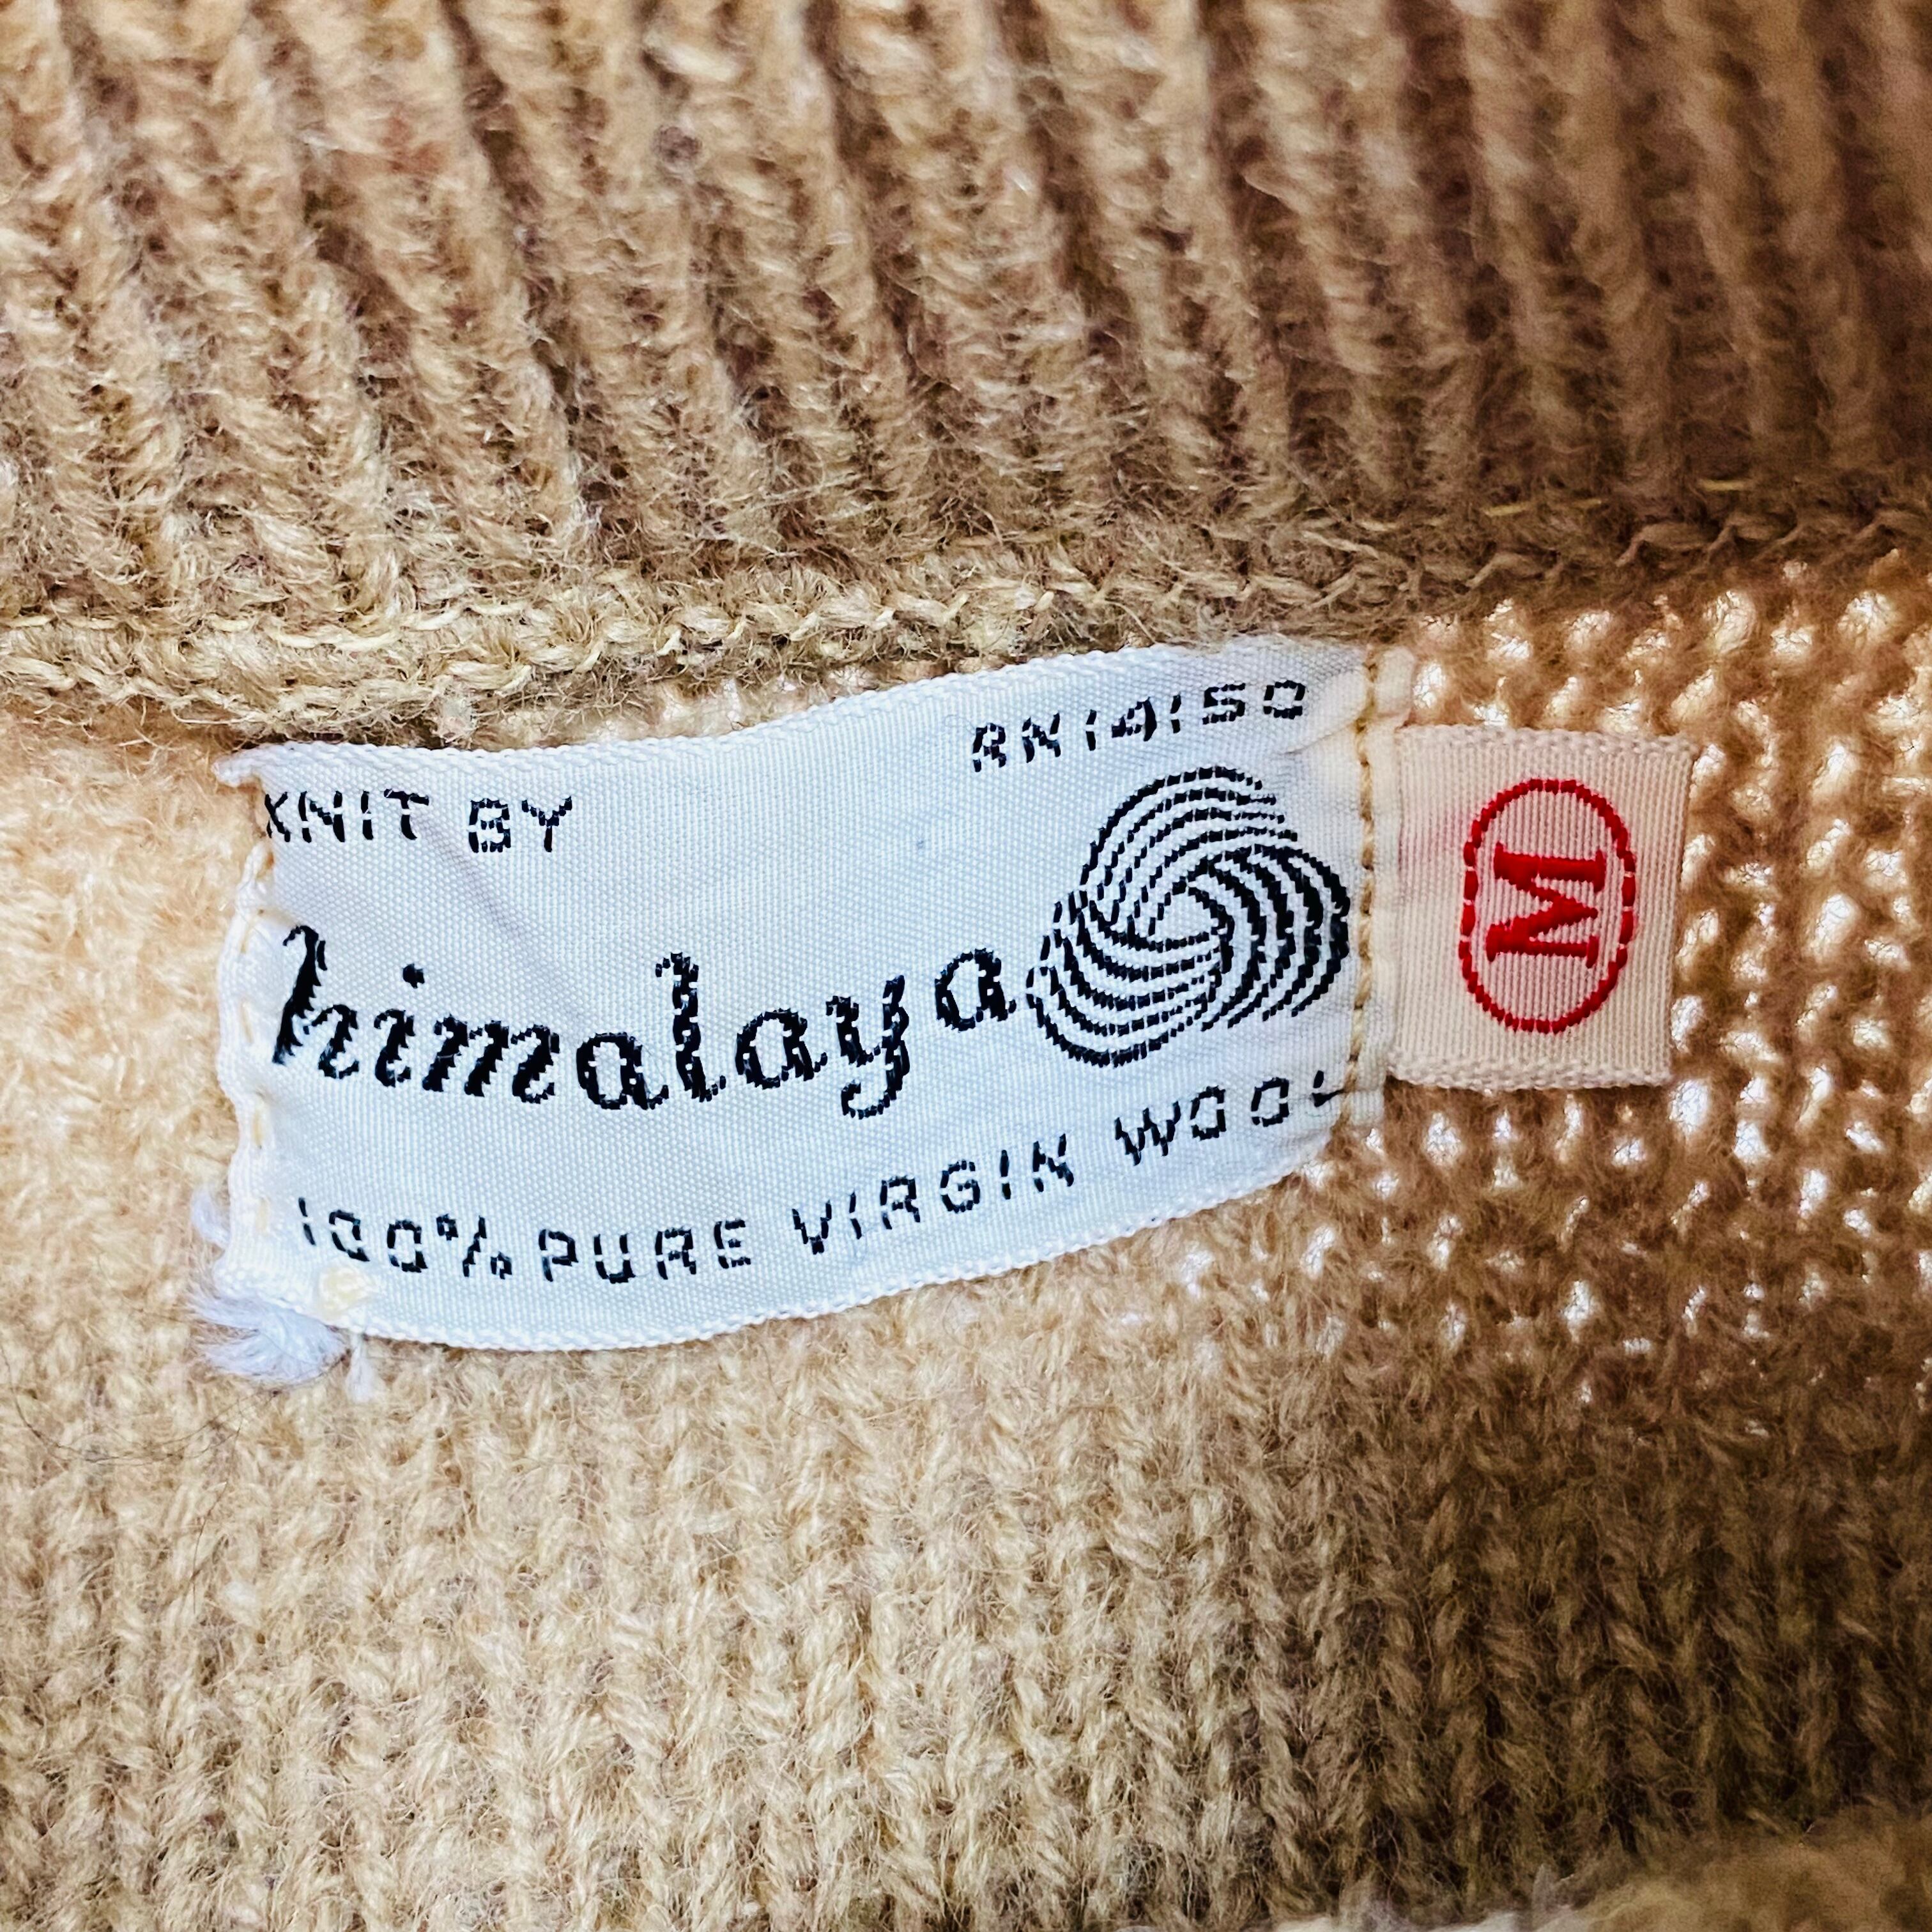 KNIT BY
RN14150
himalaya
100% PURE VIRGIN WOOL
M